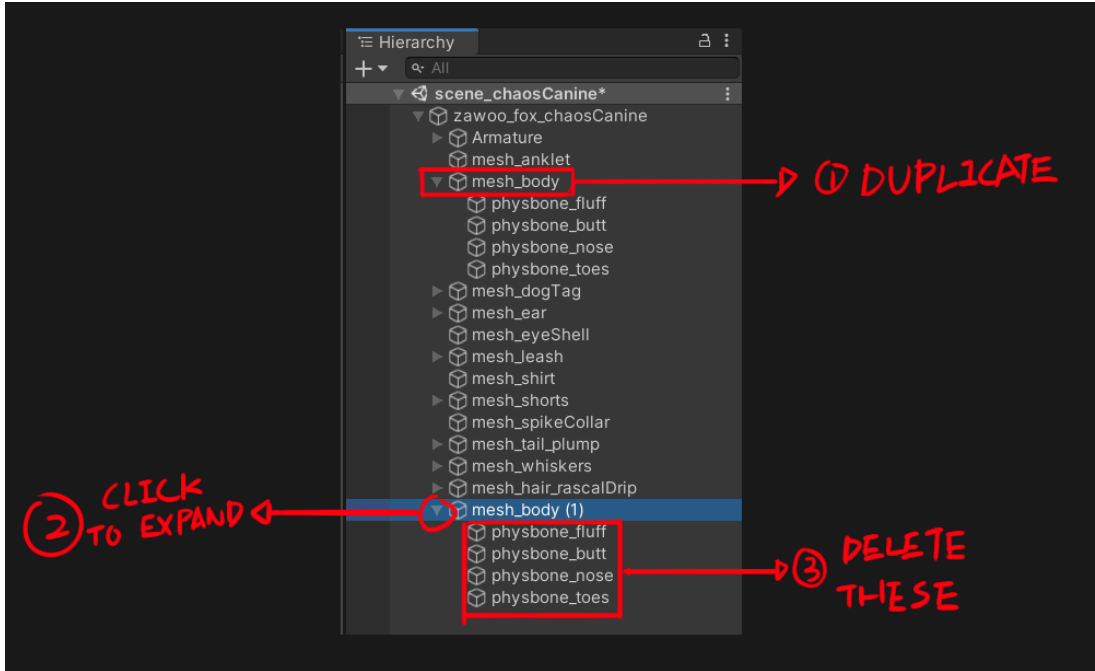 Hierarchy
All
scene_chaosCanine*
zawoo_fox_chaosCanine
Armature
mesh_anklet
mesh_body
① DUPLICATE
physbone_fluff
physbone_butt
physbone_nose
physbone_toes
mesh_dogTag
mesh_ear
mesh_eyeShell
mesh_leash
mesh_shirt
mesh_shorts
mesh_spikeCollar
mesh_tail_plump
mesh_whiskers
mesh_hair_rascalDrip
② CLICK
TO EXPAND
mesh_body (1)
physbone_fluff
physbone_butt
physbone_nose
physbone_toes
③ DELETE
THESE